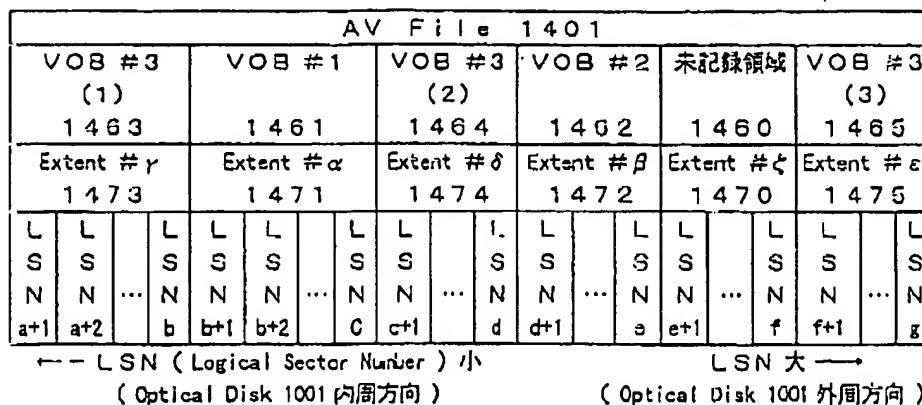 AV File 1401
VOB #3 VOB #1 VOB #3 VOB #2 未記録領域 VOB #3
(1) (2) (3)
1463 1461 1464 1462 1460 1465
Extent #γ Extent #α Extent #δ Extent #β Extent #ζ Extent #ε
1473 1471 1474 1472 1470 1475
LSN a+1 LSN a+2 … LSN b LSN b+1 LSN b+2 … LSN C LSN c+1 … LSN d LSN d+1 … LSN e LSN e+1 … LSN f LSN f+1 … LSN g
←-- LSN (Logical Sector Number) 小 LSN 大 ―→
(Optical Disk 1001 内周方向) (Optical Disk 1001 外周方向)